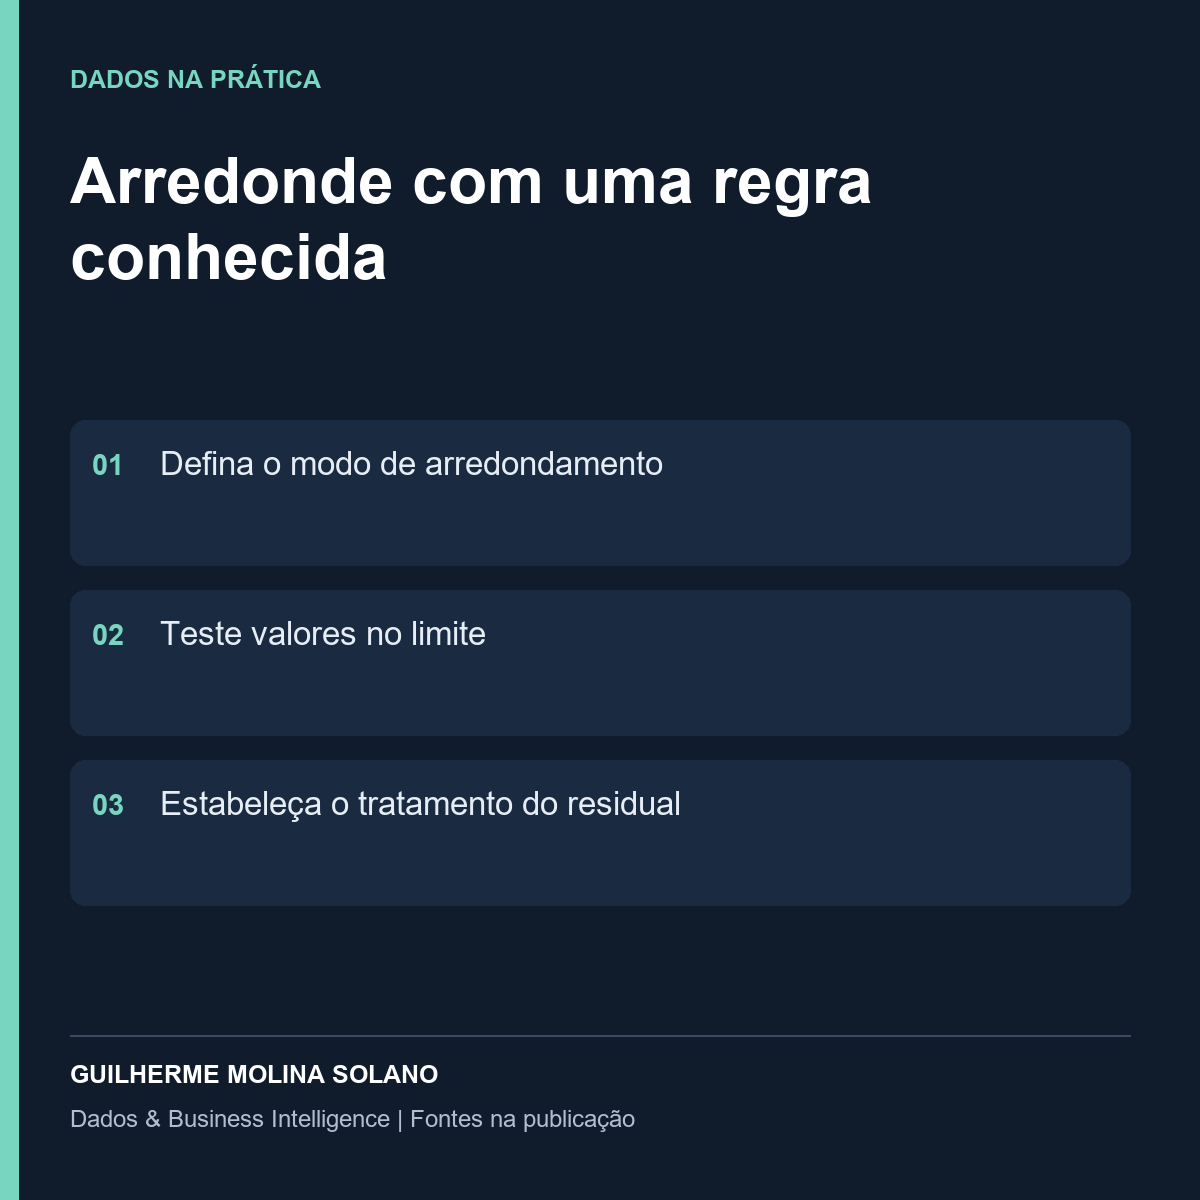 DADOS NA PRÁTICA
Arredonde com uma regra
conhecida
01 Defina o modo de arredondamento
02 Teste valores no limite
03 Estabeleça o tratamento do residual
GUILHERME MOLINA SOLANO
Dados & Business Intelligence | Fontes na publicação